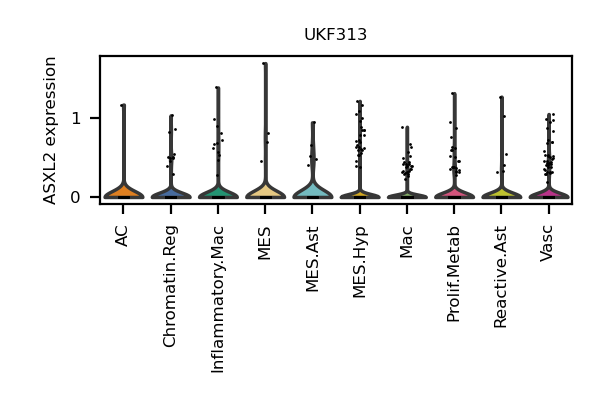 UKF313
ASXL2 expression
1
0
AC
Chromatin.Reg
Inflammatory.Mac
MES
MES.Ast
MES.Hyp
Mac
Prolif.Metab
Reactive.Ast
Vasc